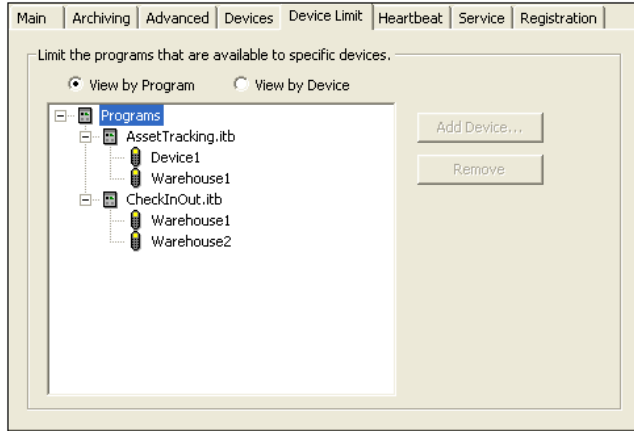 Main Archiving Advanced Devices Device Limit Heartbeat Service Registration
Limit the programs that are available to specific devices.
View by Program View by Device
Programs
AssetTracking.itb
Device1
Warehouse1
CheckInOut.itb
Warehouse1
Warehouse2
Add Device...
Remove